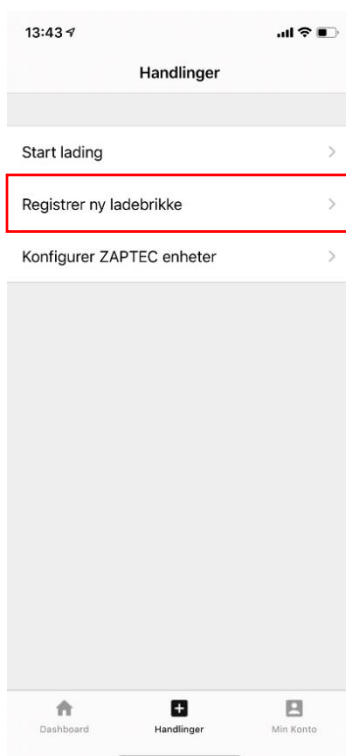 13:43
Handlinger
Start lading
Registrer ny ladebrikke
Konfigurer ZAPTEC enheter
Dashboard
Handlinger
Min Konto